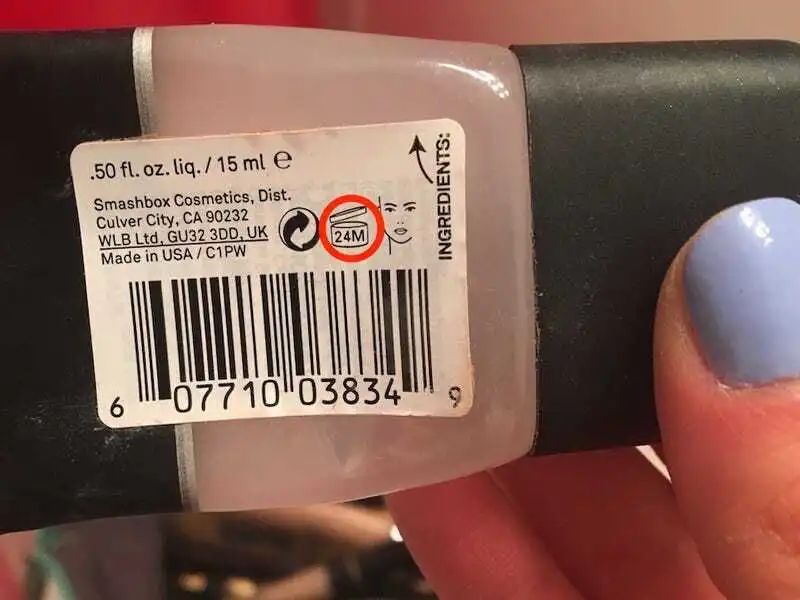 .50 fl. oz. liq. / 15 ml ℮
Smashbox Cosmetics, Dist.
Culver City, CA 90232
WLB Ltd, GU32 3DD, UK
Made in USA / C1PW
24M
INGREDIENTS:
6 07710 03834 9